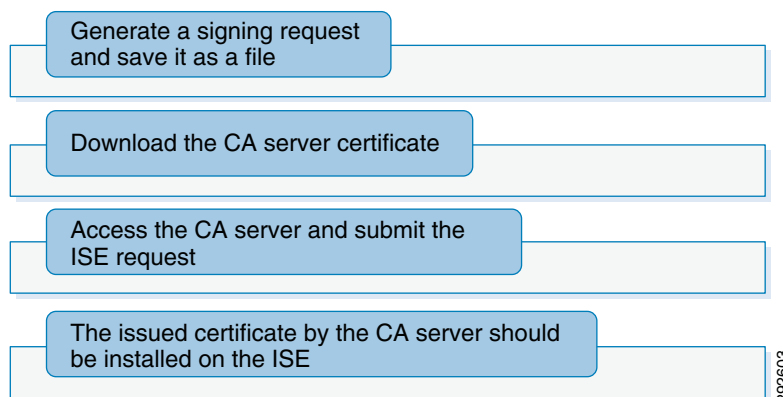 Generate a signing request
and save it as a file
Download the CA server certificate
Access the CA server and submit the
ISE request
The issued certificate by the CA server should
be installed on the ISE